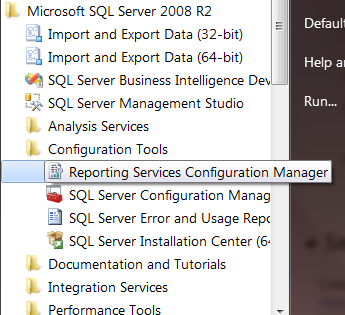 Microsoft SQL Server 2008 R2
Import and Export Data (32-bit)
Import and Export Data (64-bit)
SQL Server Business Intelligence Dev
SQL Server Management Studio
Analysis Services
Configuration Tools
Reporting Services Configuration Manager
SQL Server Configuration Manag
SQL Server Error and Usage Repo
SQL Server Installation Center (64
Documentation and Tutorials
Integration Services
Performance Tools
Default
Help an
Run...